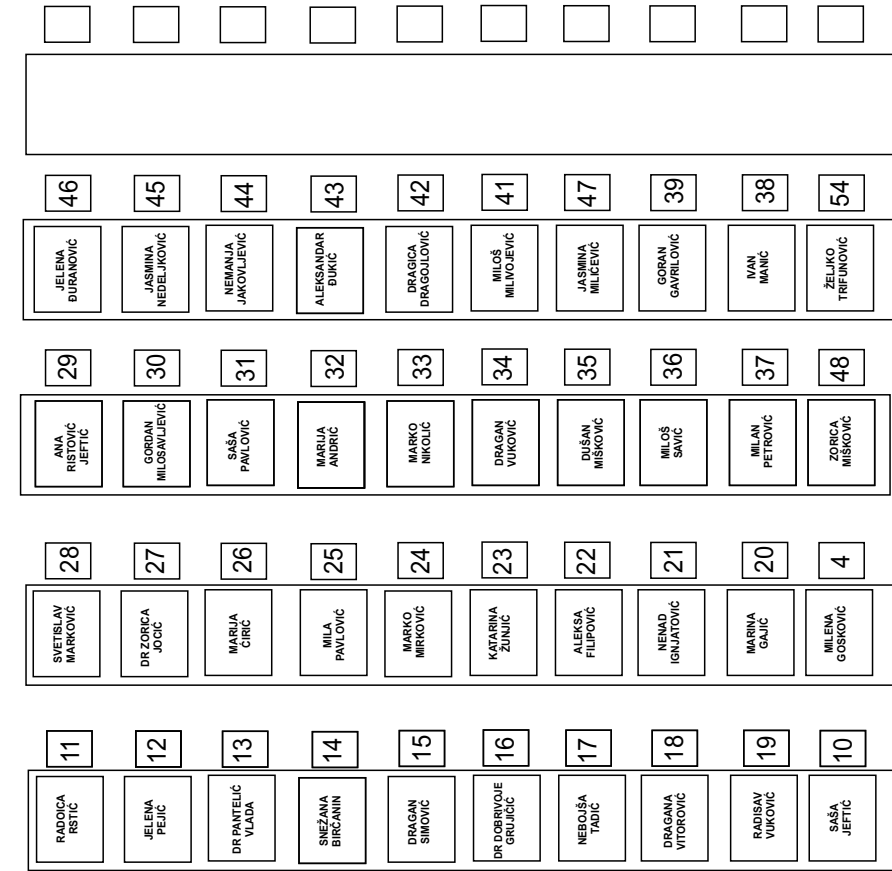 46
45
44
43
42
41
47
39
38
54
JELENA
ĐURANOVIĆ
JASMINA
NEDELJKOVIĆ
NEMANJA
JAKOVLJEVIĆ
ALEKSANDAR
ĐUKIĆ
DRAGICA
DRAGOJLOVIĆ
MILOŠ
MILIVOJEVIĆ
JASMINA
MILIĆEVIĆ
GORAN
GAVRILOVIĆ
IVAN
MANIĆ
ŽELJKO
TRIFUNOVIĆ
29
30
31
32
33
34
35
36
37
48
ANA
RISTOVIĆ
JEFTIĆ
GORDAN
MILOSAVLJEVIĆ
SAŠA
PAVLOVIĆ
MARIJA
ANDRIĆ
MARKO
NIKOLIĆ
DRAGAN
VUKOVIĆ
DUŠAN
MIŠKOVIĆ
MILOŠ
SAVIĆ
MILAN
PETROVIĆ
ZORICA
MIŠKOVIĆ
28
27
26
25
24
23
22
21
20
4
SVETISLAV
MARKOVIĆ
DR ZORICA
JOCIĆ
MARIJA
ĆIRIĆ
MILA
PAVLOVIĆ
MARKO
MIRKOVIĆ
KATARINA
ŽUNJIĆ
ALEKSA
FILIPOVIĆ
NENAD
IGNJATOVIĆ
MARINA
GAJIĆ
MILENA
GOSKOVIĆ
11
12
13
14
15
16
17
18
19
10
RADOICA
RSTIĆ
JELENA
PEJIĆ
DR PANTELIĆ
VLADA
SNEŽANA
BIRČANIN
DRAGAN
SIMOVIĆ
DR DOBRIVOJE
GRUJIČIĆ
NEBOJŠA
TADIĆ
DRAGANA
VITOROVIĆ
RADISAV
VUKOVIĆ
SAŠA
JEFTIĆ